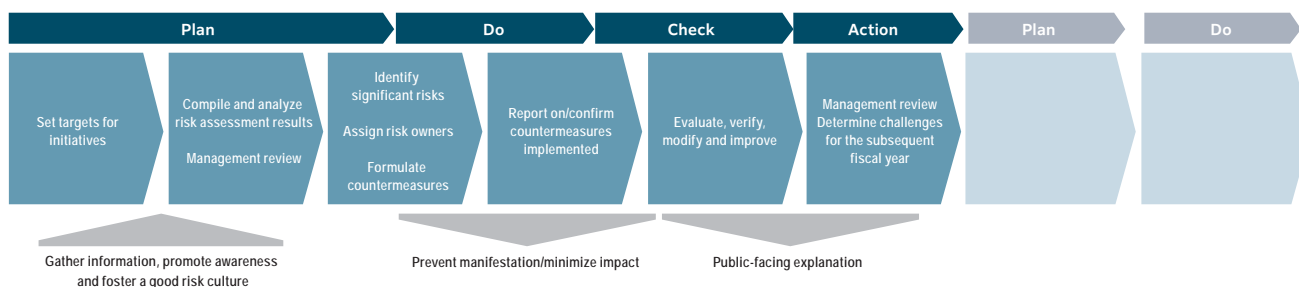 Plan
Do
Check
Action
Plan
Do
Set targets for
initiatives
Compile and analyze
risk assessment results
Management review
Identify
significant risks
Assign risk owners
Formulate
countermeasures
Report on/confirm
countermeasures
implemented
Evaluate, verify,
modify and improve
Management review
Determine challenges
for the subsequent
fiscal year
Gather information, promote awareness
and foster a good risk culture
Prevent manifestation/minimize impact
Public-facing explanation